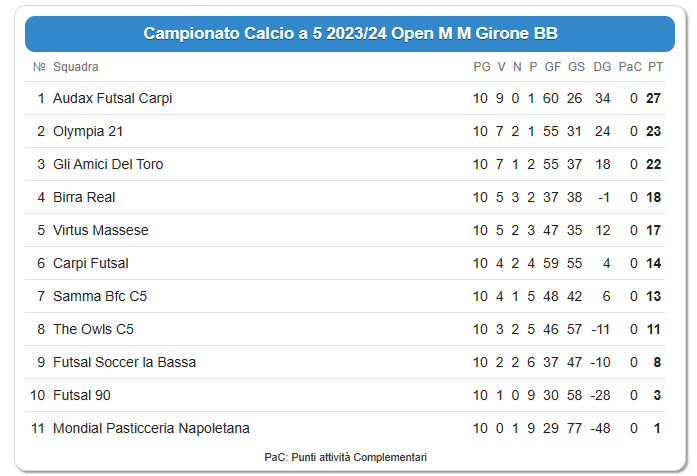 Campionato Calcio a 5 2023/24 Open M M Girone BB
№ Squadra PG V N P GF GS DG PaC PT
1 Audax Futsal Carpi 10 9 0 1 60 26 34 0 27
2 Olympia 21 10 7 2 1 55 31 24 0 23
3 Gli Amici Del Toro 10 7 1 2 55 37 18 0 22
4 Birra Real 10 5 3 2 37 38 -1 0 18
5 Virtus Massese 10 5 2 3 47 35 12 0 17
6 Carpi Futsal 10 4 2 4 59 55 4 0 14
7 Samma Bfc C5 10 4 1 5 48 42 6 0 13
8 The Owls C5 10 3 2 5 46 57 -11 0 11
9 Futsal Soccer la Bassa 10 2 2 6 37 47 -10 0 8
10 Futsal 90 10 1 0 9 30 58 -28 0 3
11 Mondial Pasticceria Napoletana 10 0 1 9 29 77 -48 0 1
PaC: Punti attività Complementari